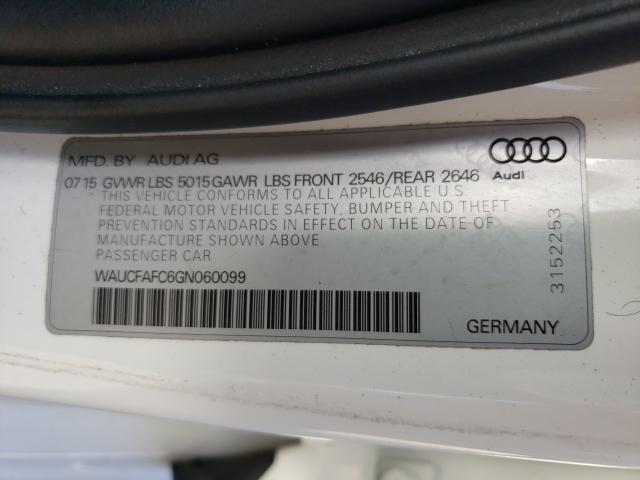 MFD. BY AUDI AG
07 15 GVWR LBS 5015 GAWR LBS FRONT 2546/REAR 2646
Audi
THIS VEHICLE CONFORMS TO ALL APPLICABLE U S
FEDERAL MOTOR VEHICLE SAFETY, BUMPER AND THEFT
PREVENTION STANDARDS IN EFFECT ON THE DATE OF
MANUFACTURE SHOWN ABOVE
PASSENGER CAR
WAUCFAFC6GN060099
3152253
GERMANY